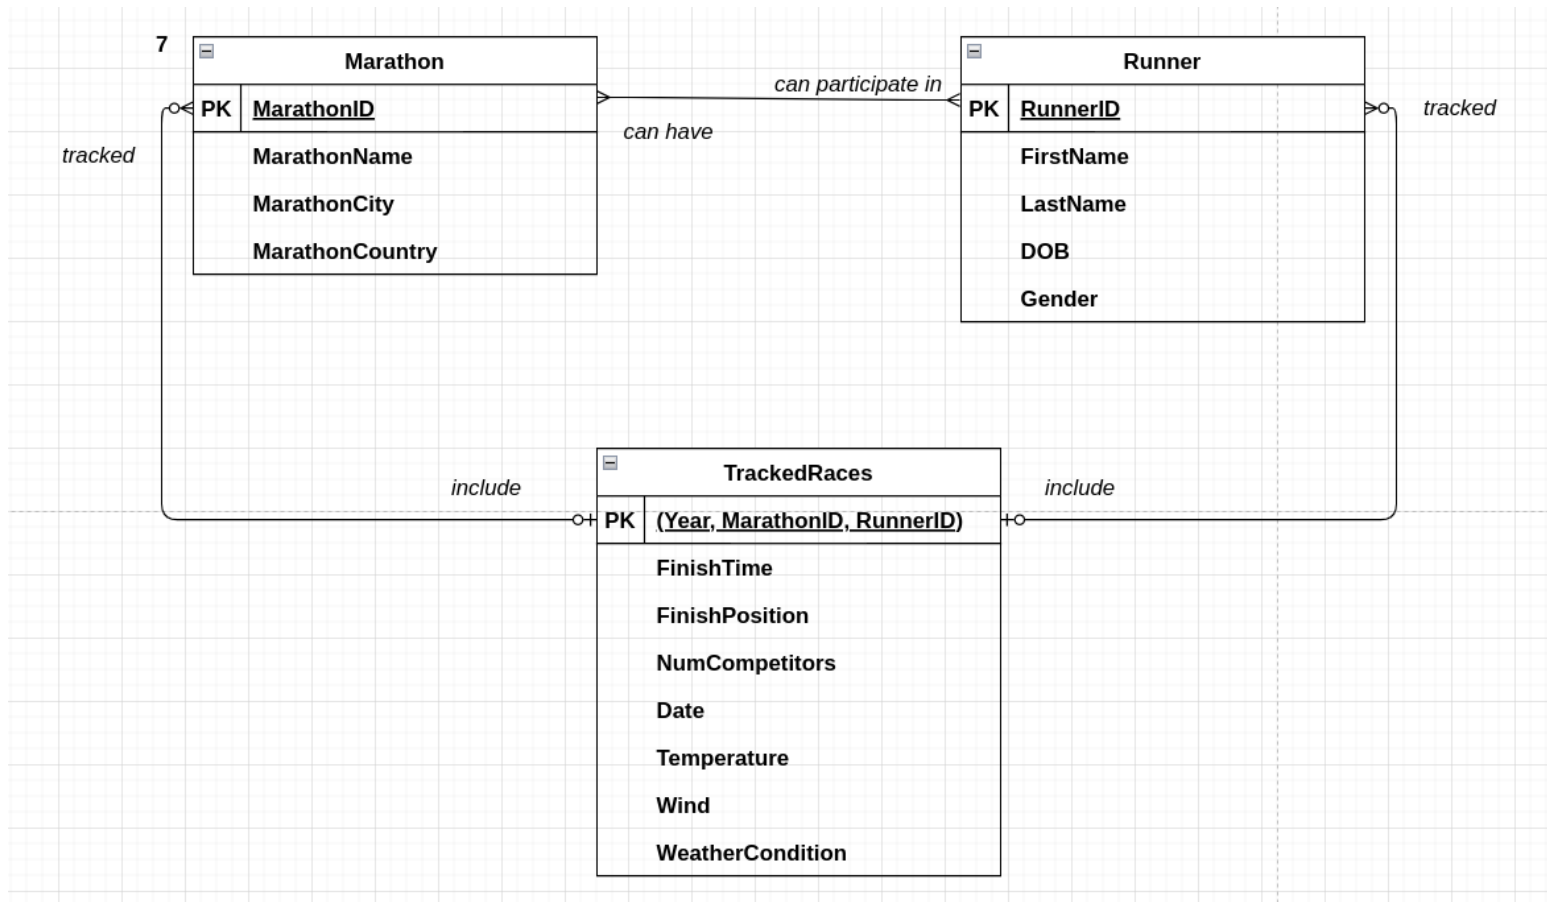 7
Marathon
PK MarathonID
MarathonName
MarathonCity
MarathonCountry
tracked
can participate in
can have
Runner
PK RunnerID
FirstName
LastName
DOB
Gender
tracked
include
include
TrackedRaces
PK (Year, MarathonID, RunnerID)
FinishTime
FinishPosition
NumCompetitors
Date
Temperature
Wind
WeatherCondition